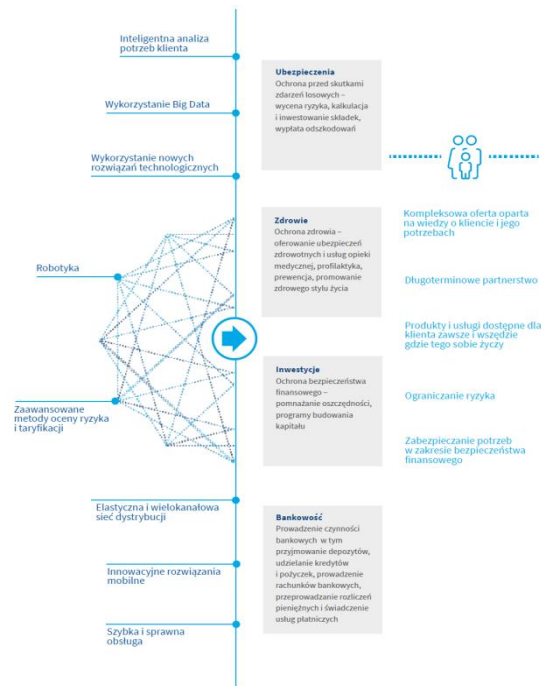 Inteligentna analiza
potrzeb klienta
Wykorzystanie Big Data
Wykorzystanie nowych
rozwiązań technologicznych
Robotyka
Zaawansowane
metody oceny ryzyka
i taryfikacji
Elastyczna i wielokanałowa
sieć dystrybucji
Innowacyjne rozwiązania
mobilne
Szybka i sprawna
obsługa
Ubezpieczenia
Ochrona przed skutkami
zdarzeń losowych –
wycena ryzyka, kalkulacja
i inwestowanie składek,
wypłata odszkodowań
Zdrowie
Ochrona zdrowia –
oferowanie ubezpieczeń
zdrowotnych i usług opieki
medycznej, profilaktyka,
prewencja, promowanie
zdrowego stylu życia
Inwestycje
Ochrona bezpieczeństwa
finansowego –
pomnażanie oszczędności,
programy budowania
kapitału
Bankowość
Prowadzenie czynności
bankowych w tym
przyjmowanie depozytów,
udzielanie kredytów
i pożyczek, prowadzenie
rachunków bankowych,
przeprowadzanie rozliczeń
pieniężnych i świadczenie
usług płatniczych
Kompleksowa oferta oparta
na wiedzy o kliencie i jego
potrzebach
Długoterminowe partnerstwo
Produkty i usługi dostępne dla
klienta zawsze i wszędzie
gdzie tego sobie życzy
Ograniczanie ryzyka
Zabezpieczanie potrzeb
w zakresie bezpieczeństwa
finansowego